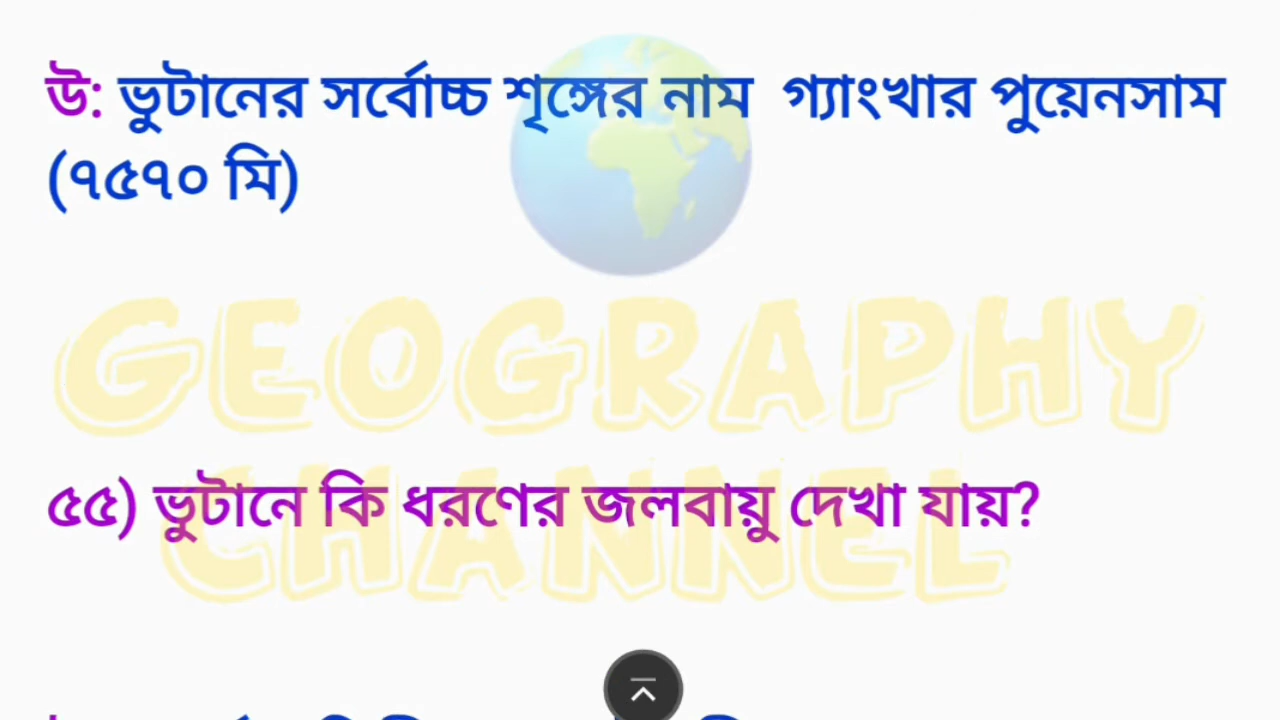 উ: ভুটানের সর্বোচ্চ শৃঙ্গের নাম গ্যাংখার পুয়েনসাম
(৭৫৭০ মি)
GEOGRAPHY
৫৫) ভুটানে কি ধরণের জলবায়ু দেখা যায়?
CHANNEL